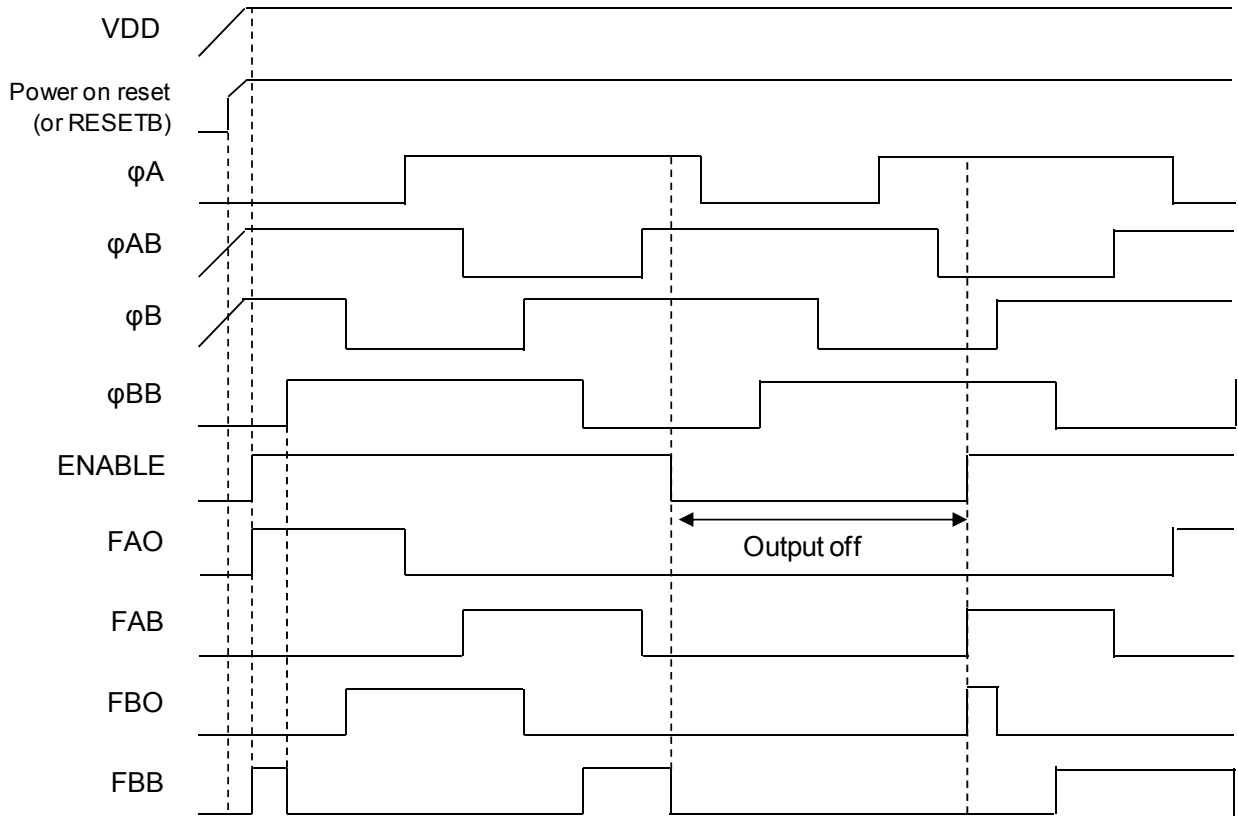 VDD
Power on reset
(or RESETB)
φA
φAB
φB
φBB
ENABLE
FAO
Output off
FAB
FBO
FBB